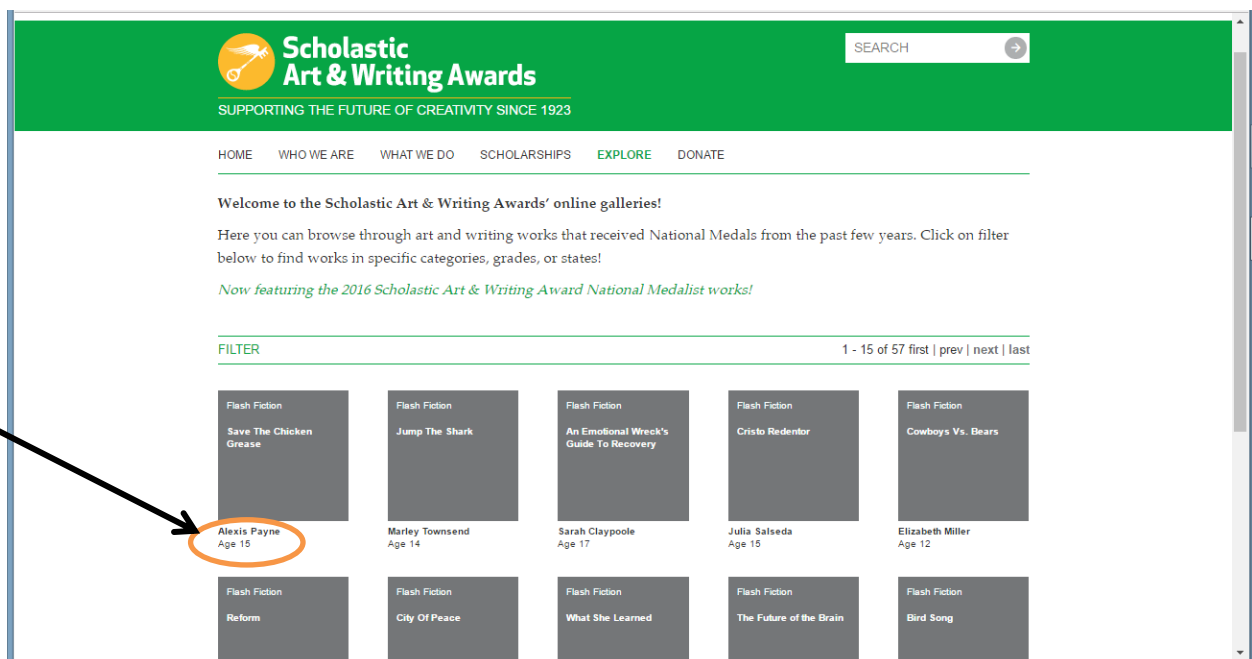 Scholastic
Art & Writing Awards
SUPPORTING THE FUTURE OF CREATIVITY SINCE 1923
SEARCH
HOME WHO WE ARE WHAT WE DO SCHOLARSHIPS EXPLORE DONATE
Welcome to the Scholastic Art & Writing Awards' online galleries!
Here you can browse through art and writing works that received National Medals from the past few years. Click on filter
below to find works in specific categories, grades, or states!
Now featuring the 2016 Scholastic Art & Writing Award National Medalist works!
FILTER 1 - 15 of 57 first | prev | next | last
Flash Fiction
Save The Chicken
Grease
Alexis Payne
Age 15
Flash Fiction
Jump The Shark
Marley Townsend
Age 14
Flash Fiction
An Emotional Wreck's
Guide To Recovery
Sarah Claypoole
Age 17
Flash Fiction
Cristo Redentor
Julia Salseda
Age 15
Flash Fiction
Cowboys Vs. Bears
Elizabeth Miller
Age 12
Flash Fiction
Reform
Flash Fiction
City Of Peace
Flash Fiction
What She Learned
Flash Fiction
The Future of the Brain
Flash Fiction
Bird Song